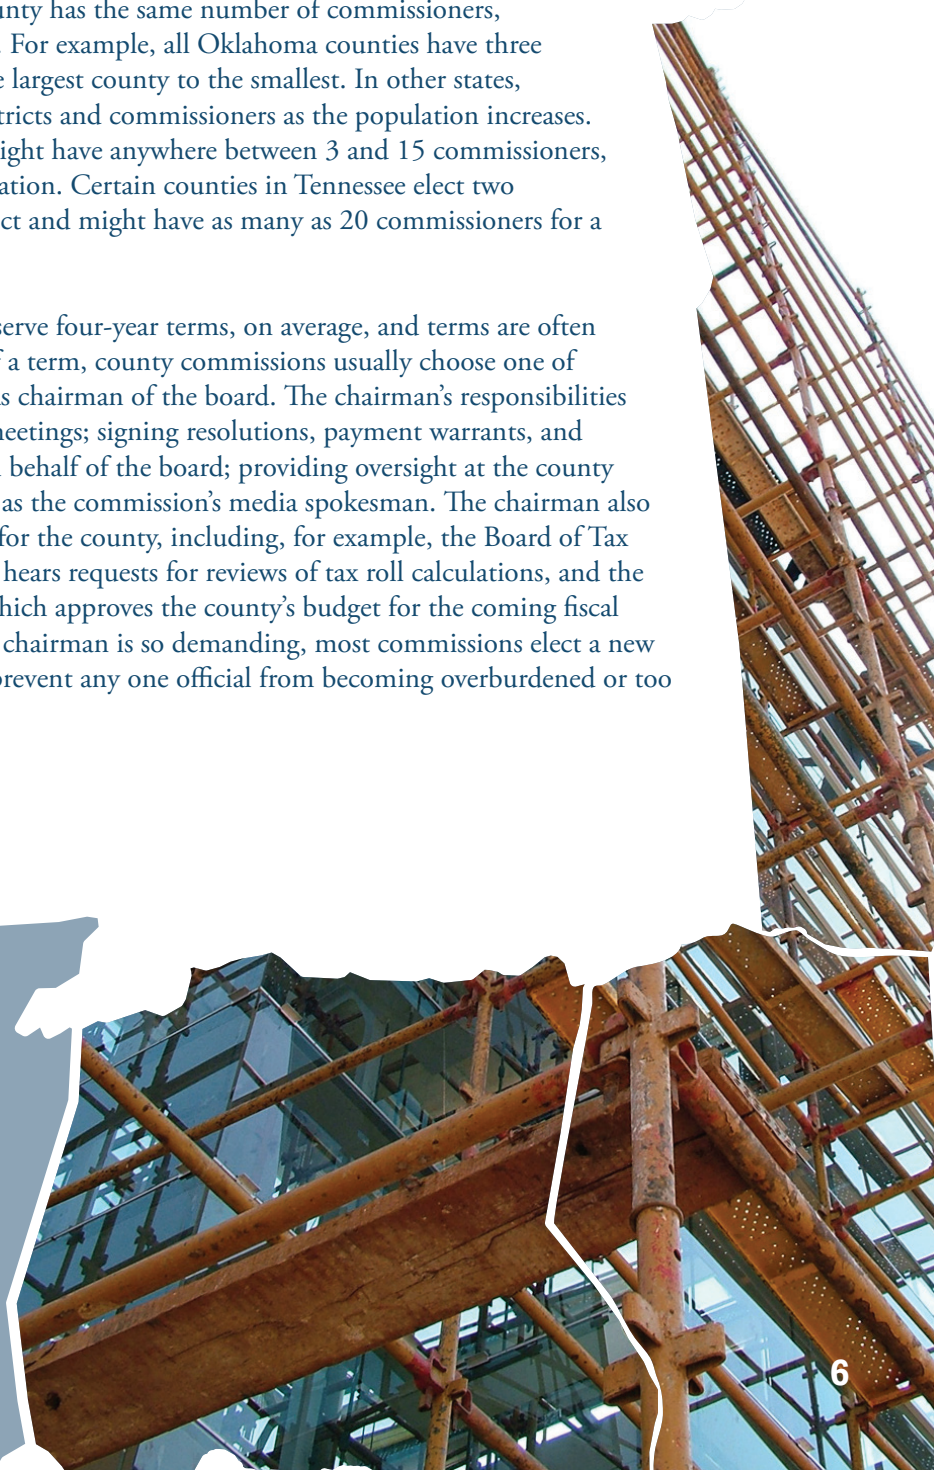 unty has the same number of commissioners,
. For example, all Oklahoma counties have three
e largest county to the smallest. In other states,
tricts and commissioners as the population increases.
ight have anywhere between 3 and 15 commissioners,
ation. Certain counties in Tennessee elect two
ct and might have as many as 20 commissioners for a
serve four-year terms, on average, and terms are often
f a term, county commissions usually choose one of
s chairman of the board. The chairman’s responsibilities
neetings; signing resolutions, payment warrants, and
behalf of the board; providing oversight at the county
as the commission’s media spokesman. The chairman also
for the county, including, for example, the Board of Tax
hears requests for reviews of tax roll calculations, and the
hich approves the county’s budget for the coming fiscal
chairman is so demanding, most commissions elect a new
prevent any one official from becoming overburdened or too
6